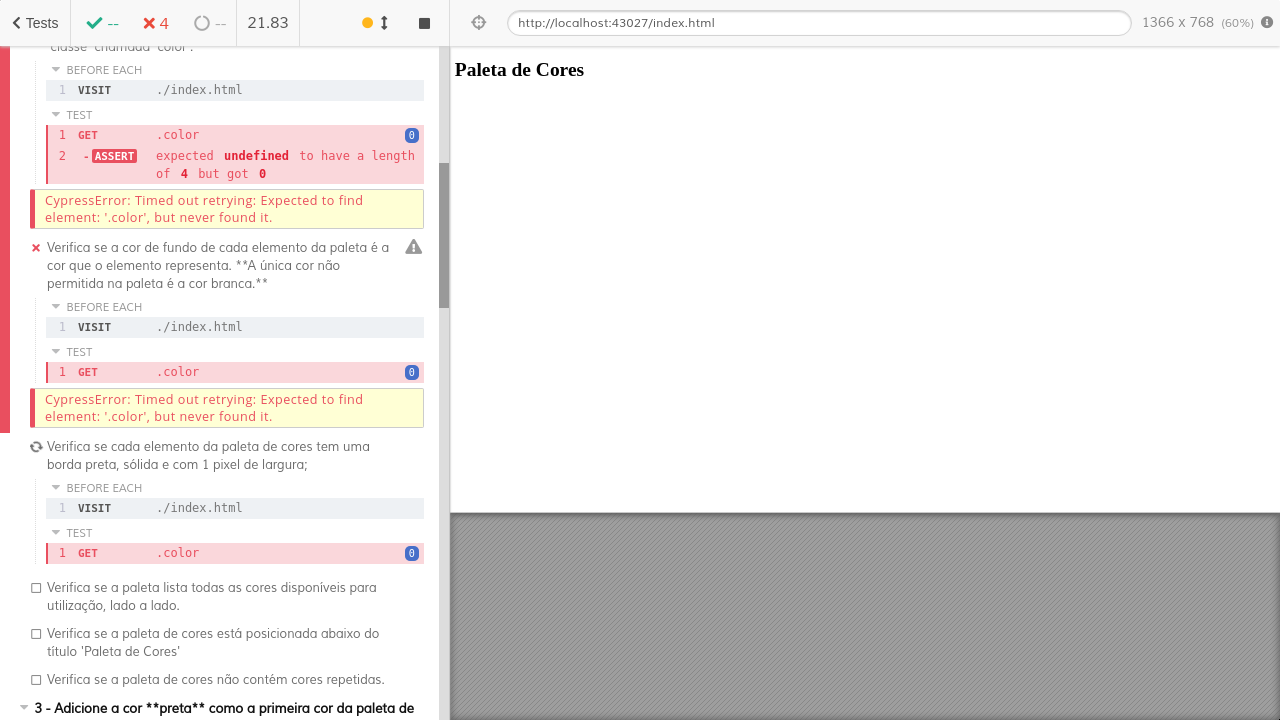 Tests -- 4 -- 21.83 http://localhost:43027/index.html 1366 x 768 (60%)
classe 'chamada' 'color'.
BEFORE EACH
1 VISIT ./index.html
TEST
1 GET .color 0
2 -ASSERT expected undefined to have a length
of 4 but got 0
CypressError: Timed out retrying: Expected to find
element: '.color', but never found it.
Verifica se a cor de fundo de cada elemento da paleta é a
cor que o elemento representa. **A única cor não
permitida na paleta é a cor branca.**
BEFORE EACH
1 VISIT ./index.html
TEST
1 GET .color 0
CypressError: Timed out retrying: Expected to find
element: '.color', but never found it.
Verifica se cada elemento da paleta de cores tem uma
borda preta, sólida e com 1 pixel de largura;
BEFORE EACH
1 VISIT ./index.html
TEST
1 GET .color 0
Verifica se a paleta lista todas as cores disponíveis para
utilização, lado a lado.
Verifica se a paleta de cores está posicionada abaixo do
título 'Paleta de Cores'
Verifica se a paleta de cores não contém cores repetidas.
3 - Adicione a cor **preta** como a primeira cor da paleta de
Paleta de Cores